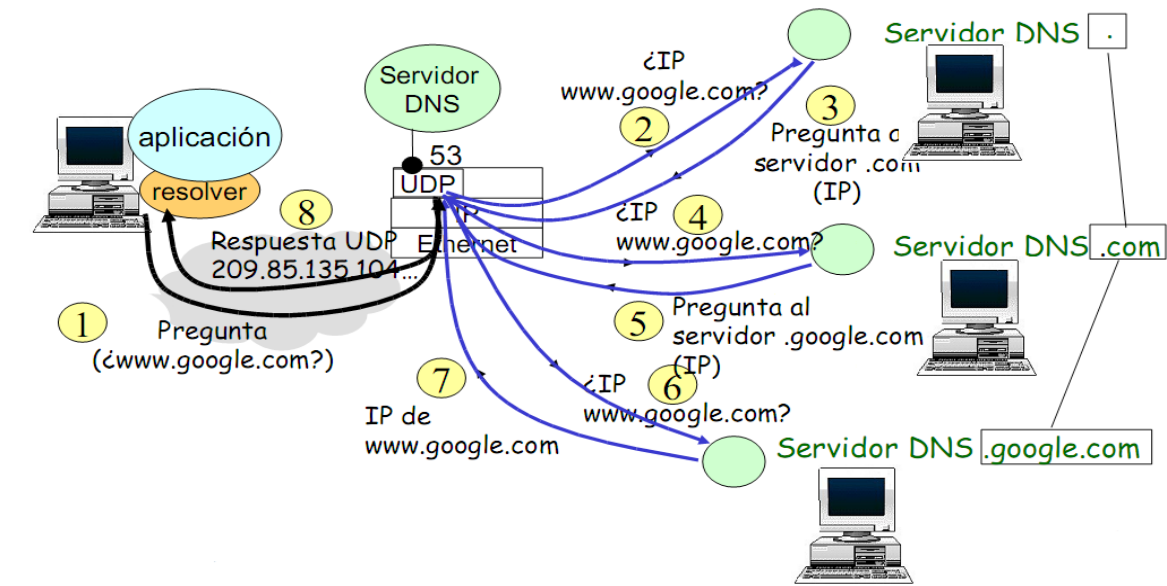 Servidor DNS .
¿IP
www.google.com?
2
3
Pregunta a
servidor .com
(IP)
Servidor
DNS
53
UDP
IP
Ethernet
aplicación
resolver
8
Respuesta UDP
209.85.135.104...
1
Pregunta
(¿www.google.com?)
¿IP
4
www.google.com?
Servidor DNS .com
5
Pregunta al
servidor .google.com
(IP)
7
IP de
www.google.com
¿IP
6
www.google.com?
Servidor DNS .google.com